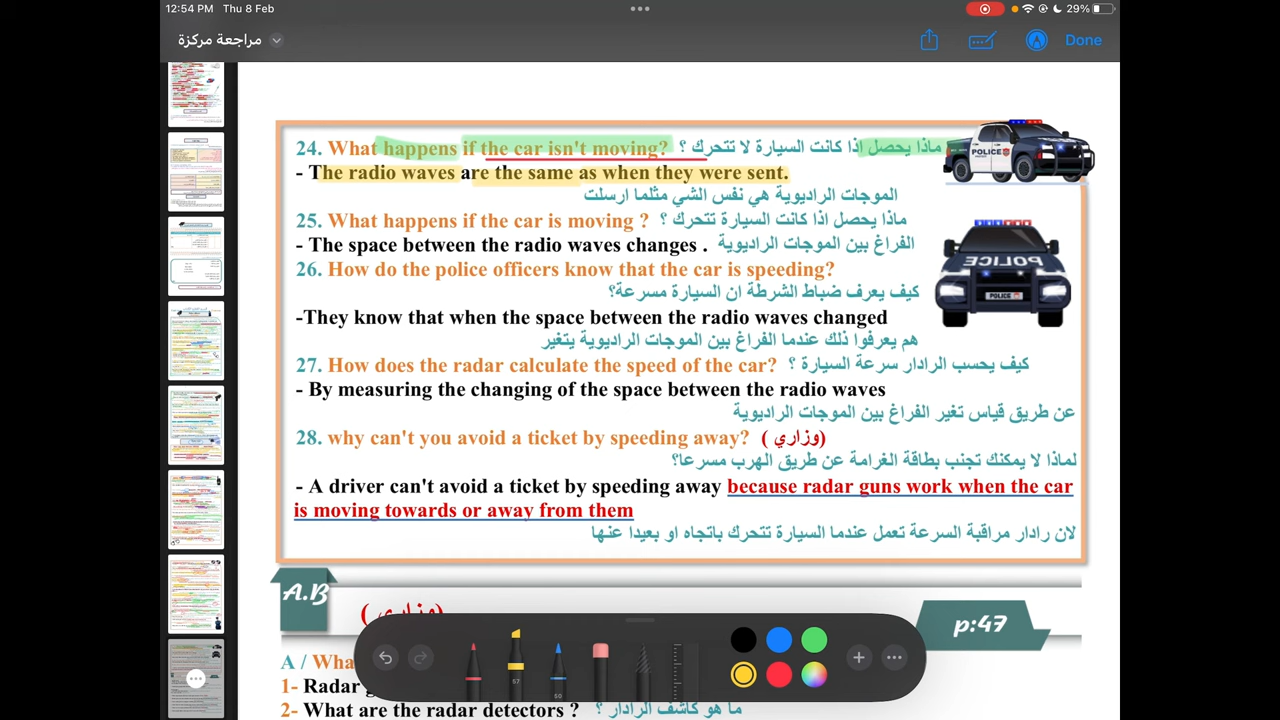 12:54 PM Thu 8 Feb
29%
مراجعة مركزة
Done
24. What happens if the car isn't moving? ماذا يحصل اذا كانت السيارة لا تتحرك ؟
- The radio waves are the same as when they were sent.
الموجات الراديوية هي نفس الشي مثلما ارسلت
25. What happens if the car is moving? ماذا يحصل اذا كانت السيارة تتحرك ؟
- The space between the radio waves changes . الفراغ بين الموجات الراديوية
26. How do the police officers know that the car is speeding?
كيف يعرف ضباط الشرطة ان السيارة مسرعة؟
-They know that when the space between the radio waves change
هم يعرفوا ذلك عندما الفراغ بين الموجات الراديوية يتغير
27. How does the radar calculate the speed of the car? كيف يحسب الرادار سرعة السيارة ؟
- By measuring the changing of the space between the radio waves
عن طريق قياس تغير الفراغ بين الموجات الراديوية
28. why can't you avoid a ticket by speeding away? (وزاري)
لماذا لا يمكنك تجنب بطاقة الغرامة عن طريق الهرب مسرعا؟
- A driver can't avoid a ticket by speeding away because radar gun work when the car
is moving towards or away from them
لان رادار مراقبة السرعة تعمل عندما السيارة تتحرك باتجاه او بعيدا عنها
POLICE
POLICE
POLICE
A.B
p:47
A / Wha
1- Rada
2- What
ما هو كاشف
67